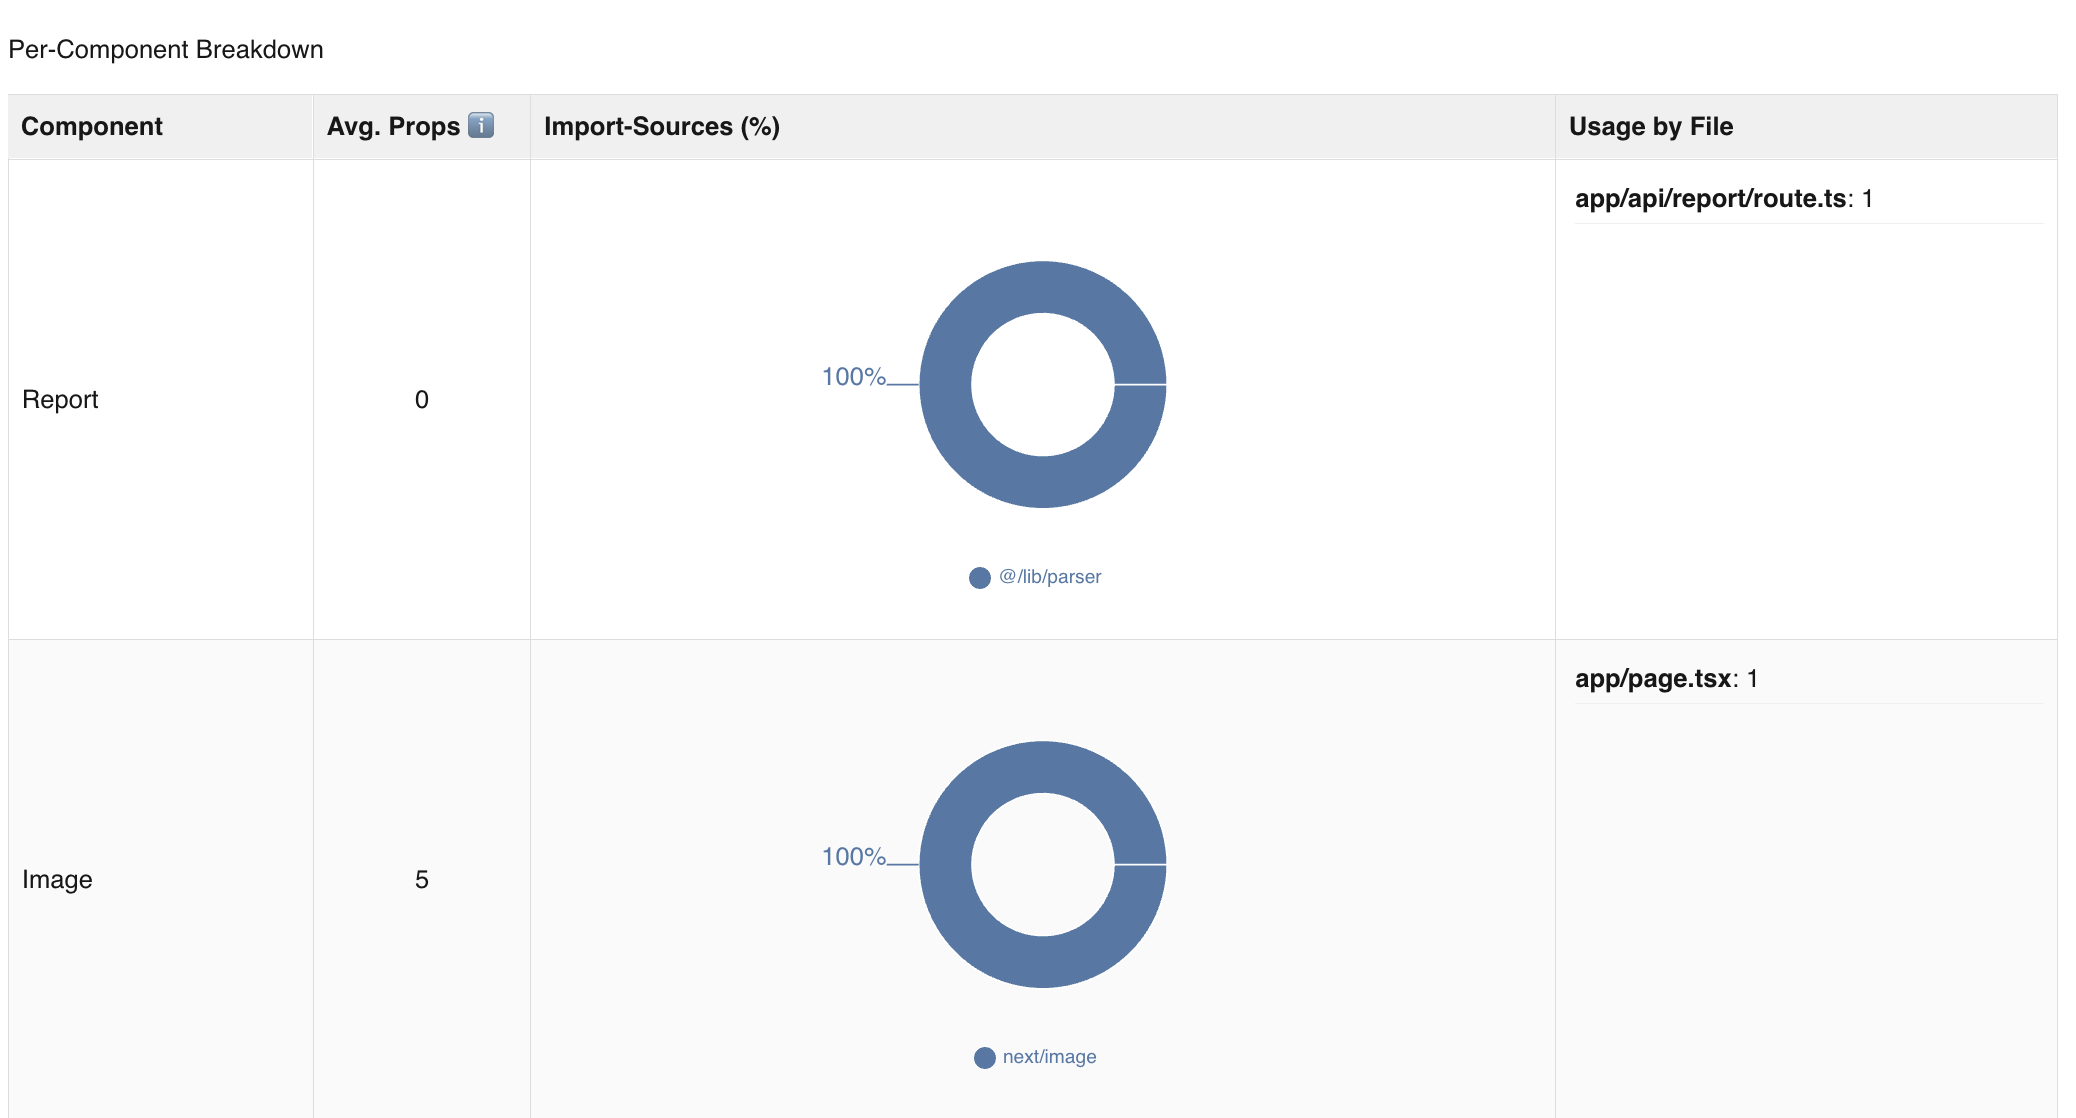 Per-Component Breakdown
Component Avg. Props ℹ️ Import-Sources (%) Usage by File
app/api/report/route.ts: 1
100%
Report 0
@/lib/parser
app/page.tsx: 1
100%
Image 5
next/image